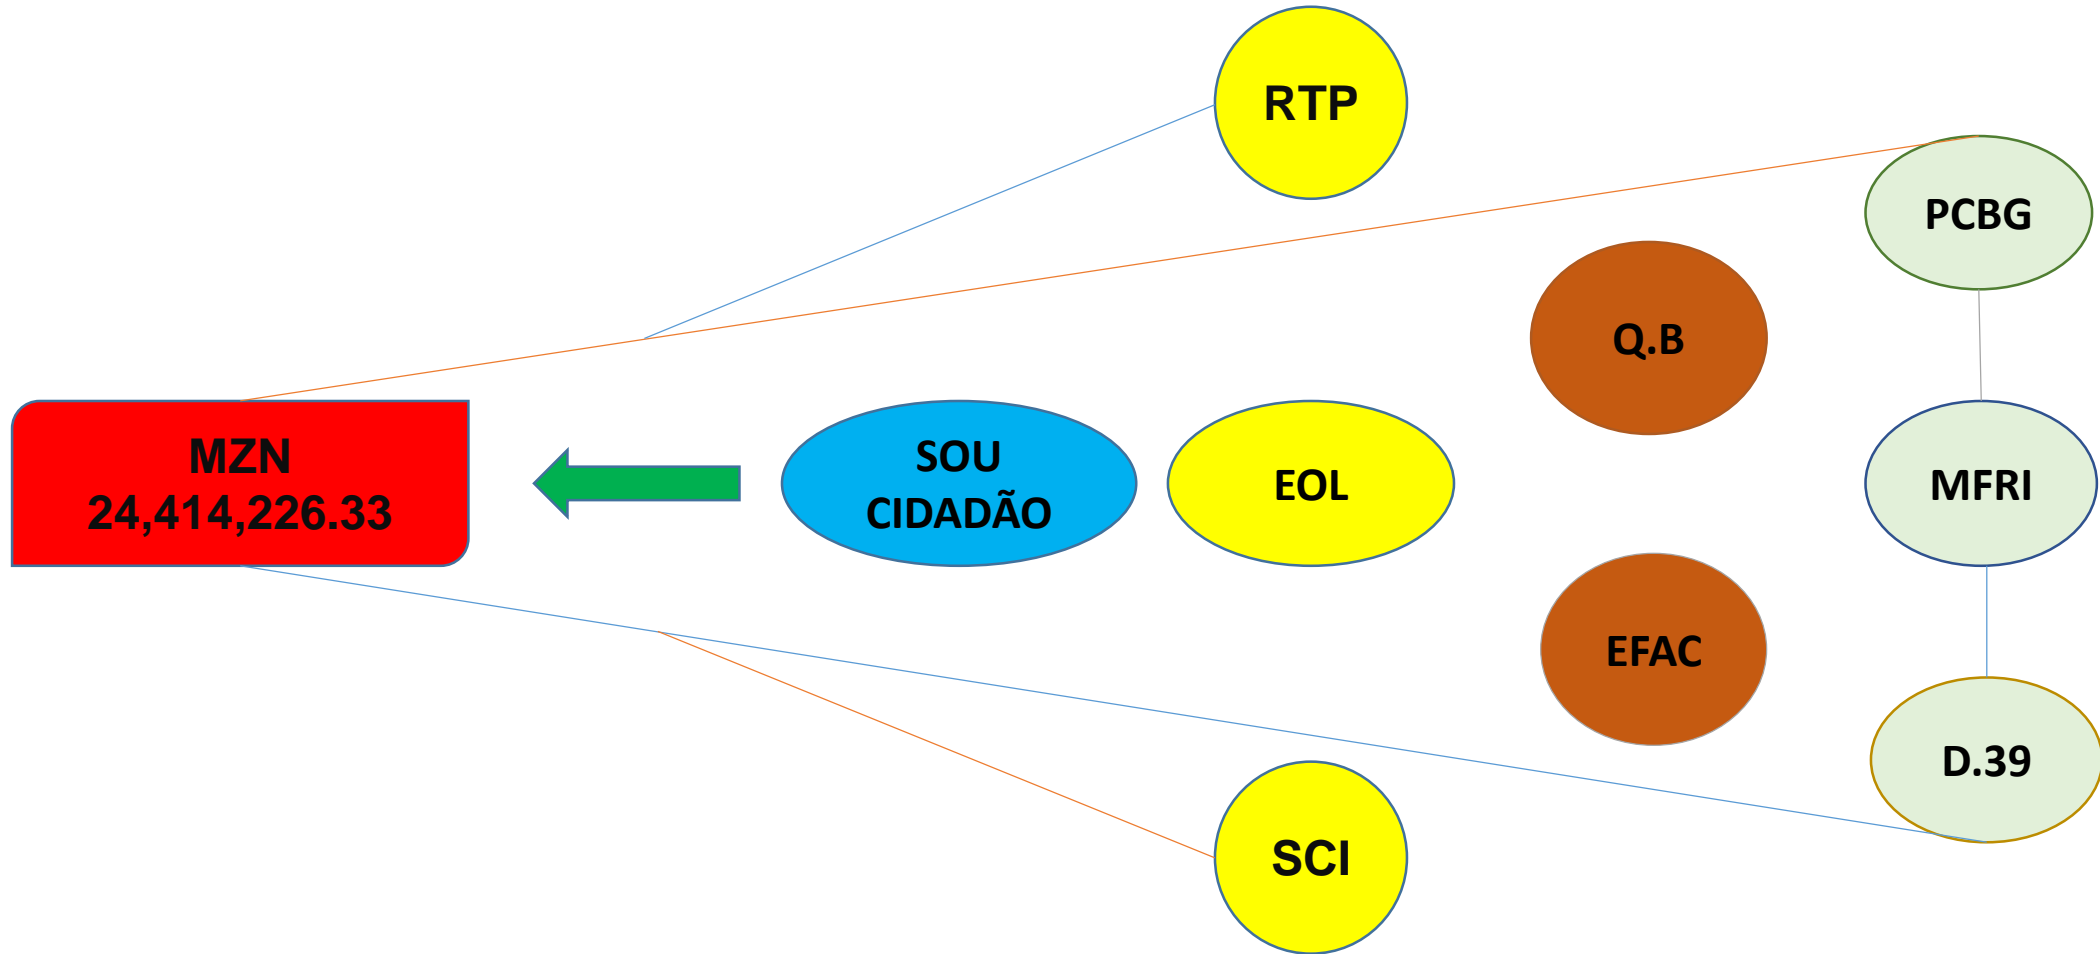 RTP
PCBG
Q.B
MZN
24,414,226.33
SOU
CIDADÃO
EOL
MFRI
EFAC
D.39
SCI